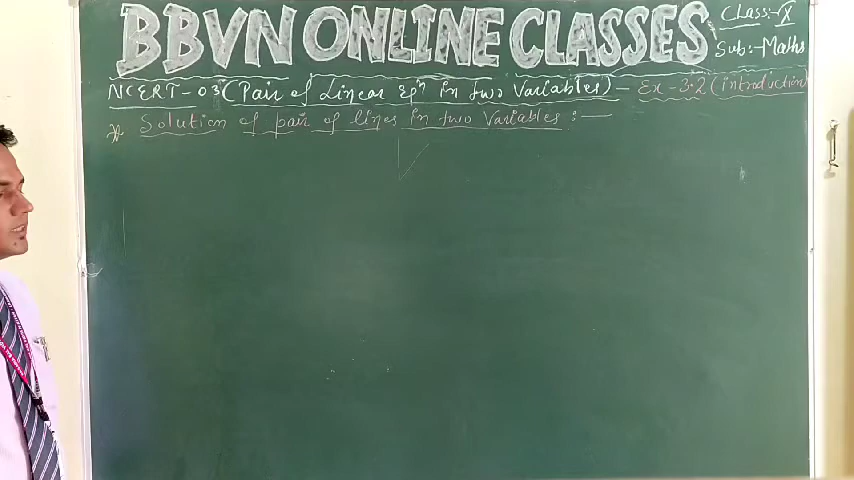 BBVN ONLINE CLASSES
Class:- X
Sub:- Maths
NCERT-03 (Pair of Linear Eqⁿ in two Variables) - Ex-3.2 (introduction)
* Solution of pair of lines in two Variables :-